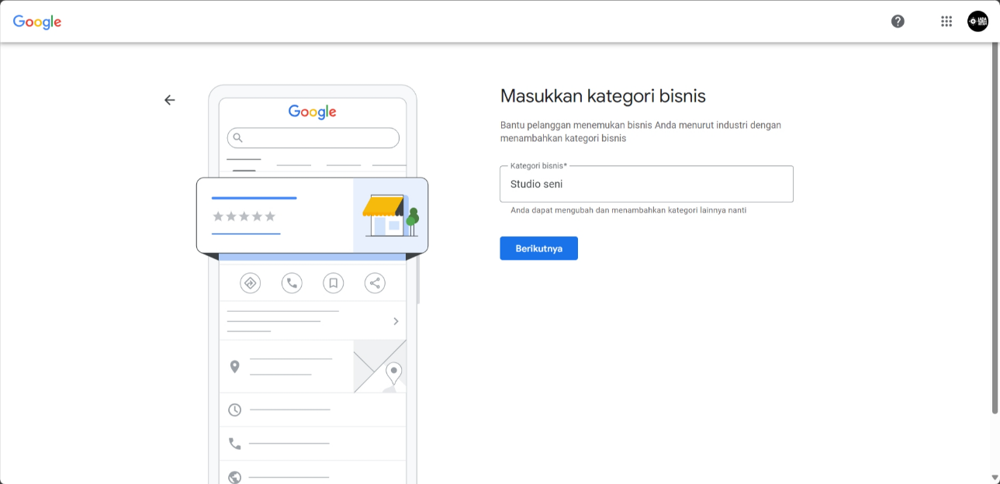 Google
Google
Masukkan kategori bisnis
Bantu pelanggan menemukan bisnis Anda menurut industri dengan
menambahkan kategori bisnis
Kategori bisnis*
Studio seni
Anda dapat mengubah dan menambahkan kategori lainnya nanti
Berikutnya